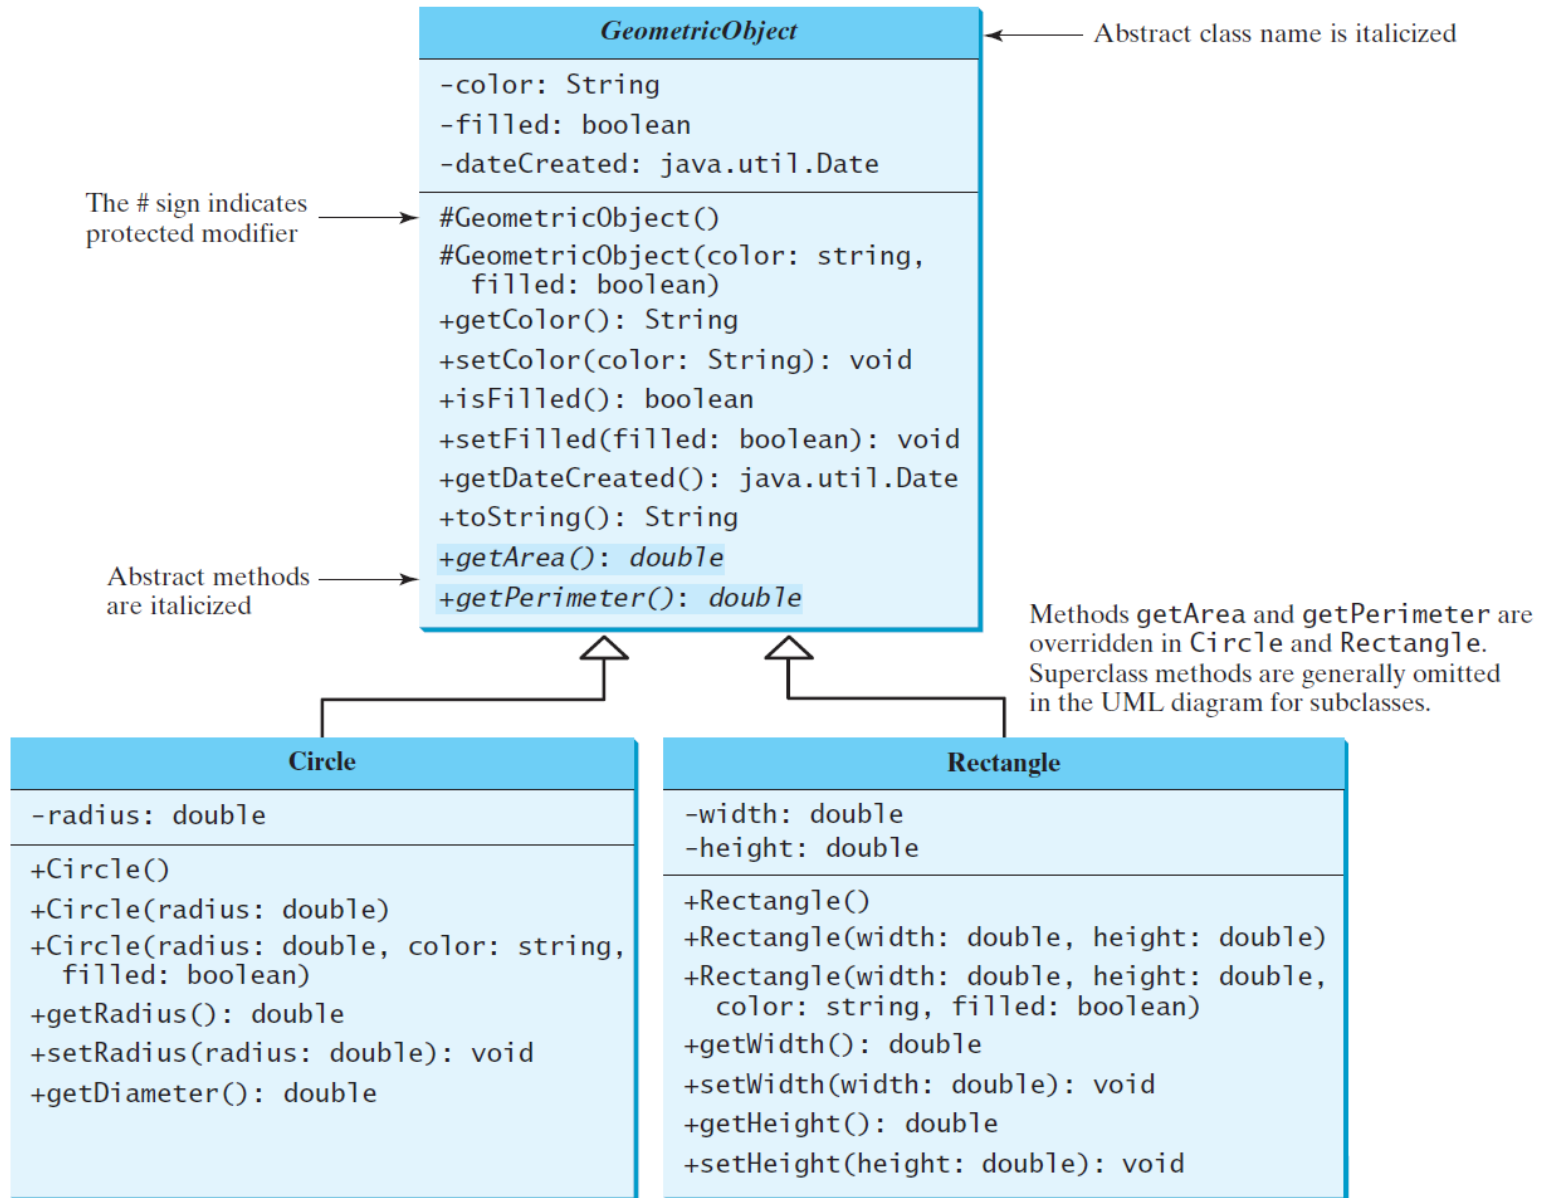 GeometricObject
Abstract class name is italicized
-color: String
-filled: boolean
-dateCreated: java.util.Date
The # sign indicates
protected modifier
#GeometricObject()
#GeometricObject(color: string,
filled: boolean)
+getColor(): String
+setColor(color: String): void
+isFilled(): boolean
+setFilled(filled: boolean): void
+getDateCreated(): java.util.Date
+toString(): String
+getArea(): double
+getPerimeter(): double
Abstract methods
are italicized
Methods getArea and getPerimeter are
overridden in Circle and Rectangle.
Superclass methods are generally omitted
in the UML diagram for subclasses.
Circle
-radius: double
+Circle()
+Circle(radius: double)
+Circle(radius: double, color: string,
filled: boolean)
+getRadius(): double
+setRadius(radius: double): void
+getDiameter(): double
Rectangle
-width: double
-height: double
+Rectangle()
+Rectangle(width: double, height: double)
+Rectangle(width: double, height: double,
color: string, filled: boolean)
+getWidth(): double
+setWidth(width: double): void
+getHeight(): double
+setHeight(height: double): void